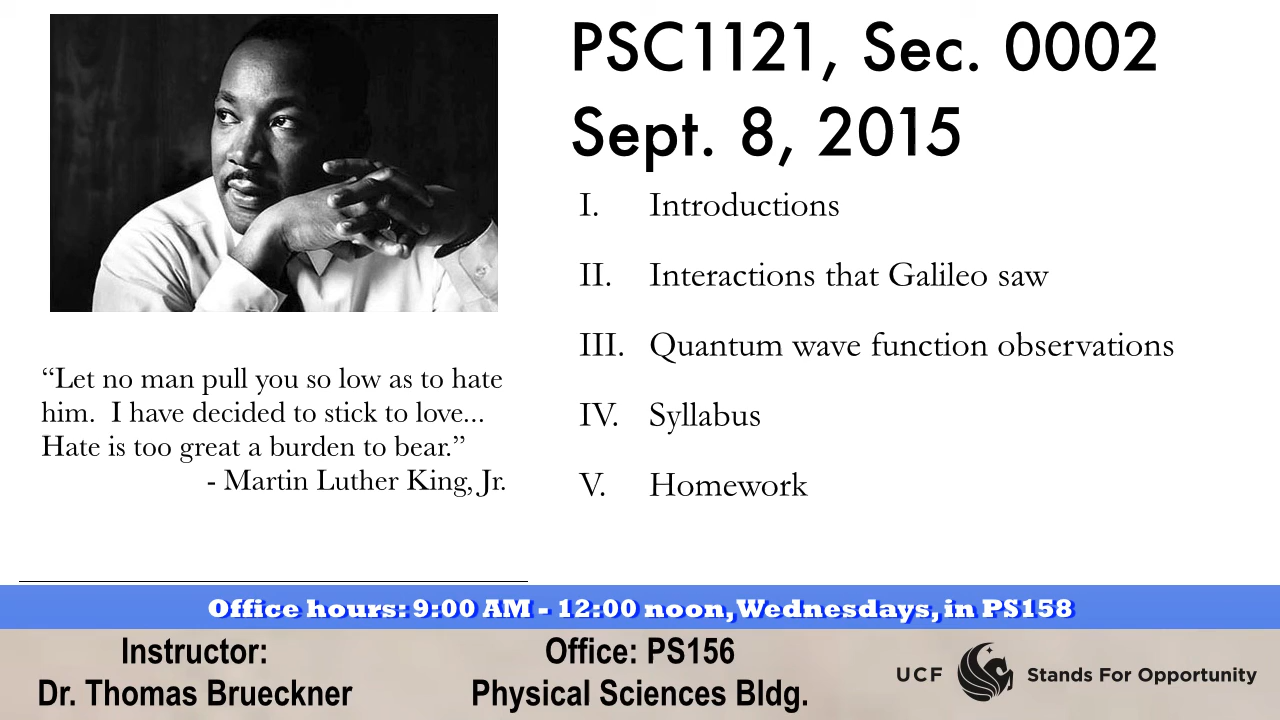 PSC1121, Sec. 0002
Sept. 8, 2015
I. Introductions
II. Interactions that Galileo saw
III. Quantum wave function observations
IV. Syllabus
V. Homework
“Let no man pull you so low as to hate
him.  I have decided to stick to love...
Hate is too great a burden to bear.”
- Martin Luther King, Jr.
Office hours: 9:00 AM - 12:00 noon, Wednesdays, in PS158
Instructor:
Dr. Thomas Brueckner
Office: PS156
Physical Sciences Bldg.
UCF Stands For Opportunity